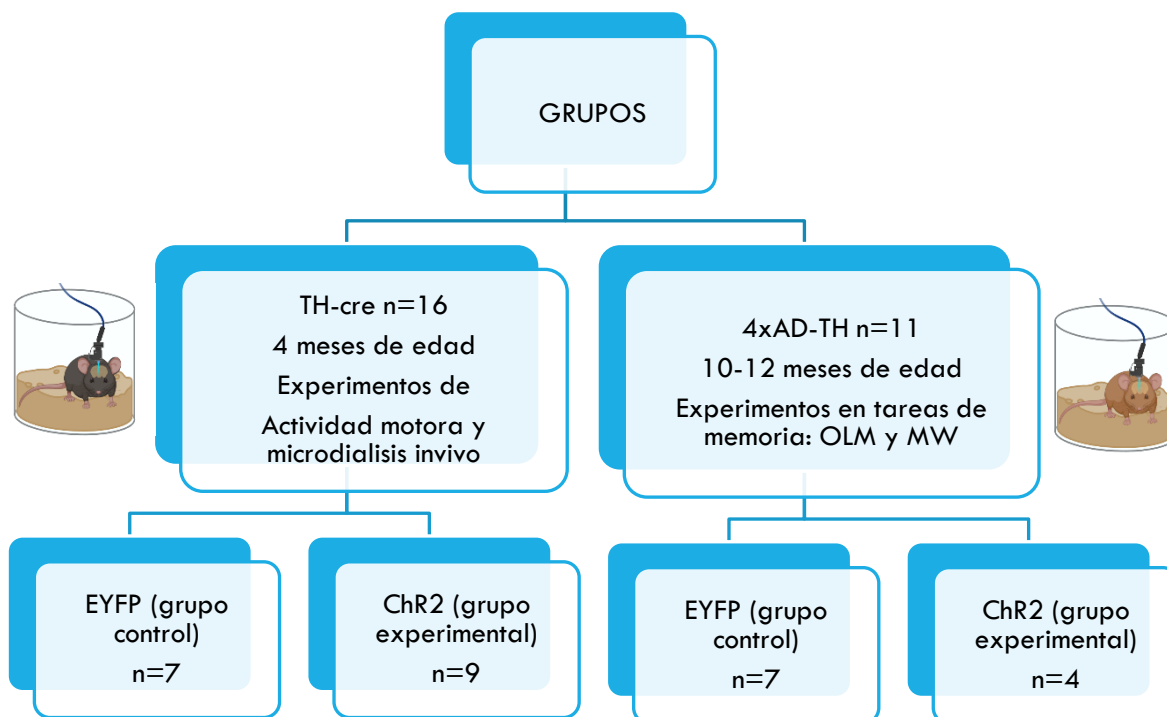 GRUPOS
TH-cre n=16
4 meses de edad
Experimentos de
Actividad motora y
microdialisis invivo
4xAD-TH n=11
10-12 meses de edad
Experimentos en tareas de
memoria: OLM y MW
EYFP (grupo
control)
n=7
ChR2 (grupo
experimental)
n=9
EYFP (grupo
control)
n=7
ChR2 (grupo
experimental)
n=4